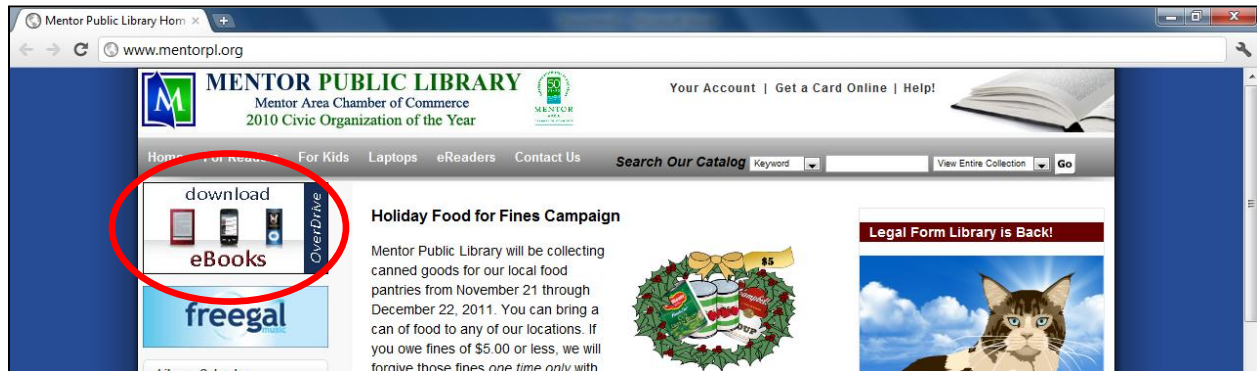 Mentor Public Library Hom
www.mentorpl.org
MENTOR PUBLIC LIBRARY
Mentor Area Chamber of Commerce
2010 Civic Organization of the Year
50
MENTOR
Your Account | Get a Card Online | Help!
Home For Readers For Kids Laptops eReaders Contact Us
Search Our Catalog Keyword View Entire Collection Go
download
eBooks
OverDrive
freegal
music
Holiday Food for Fines Campaign
Mentor Public Library will be collecting
canned goods for our local food
pantries from November 21 through
December 22, 2011. You can bring a
can of food to any of our locations. If
you owe fines of $5.00 or less, we will
forgive those fines one time only with
$5
Campbell's
Legal Form Library is Back!